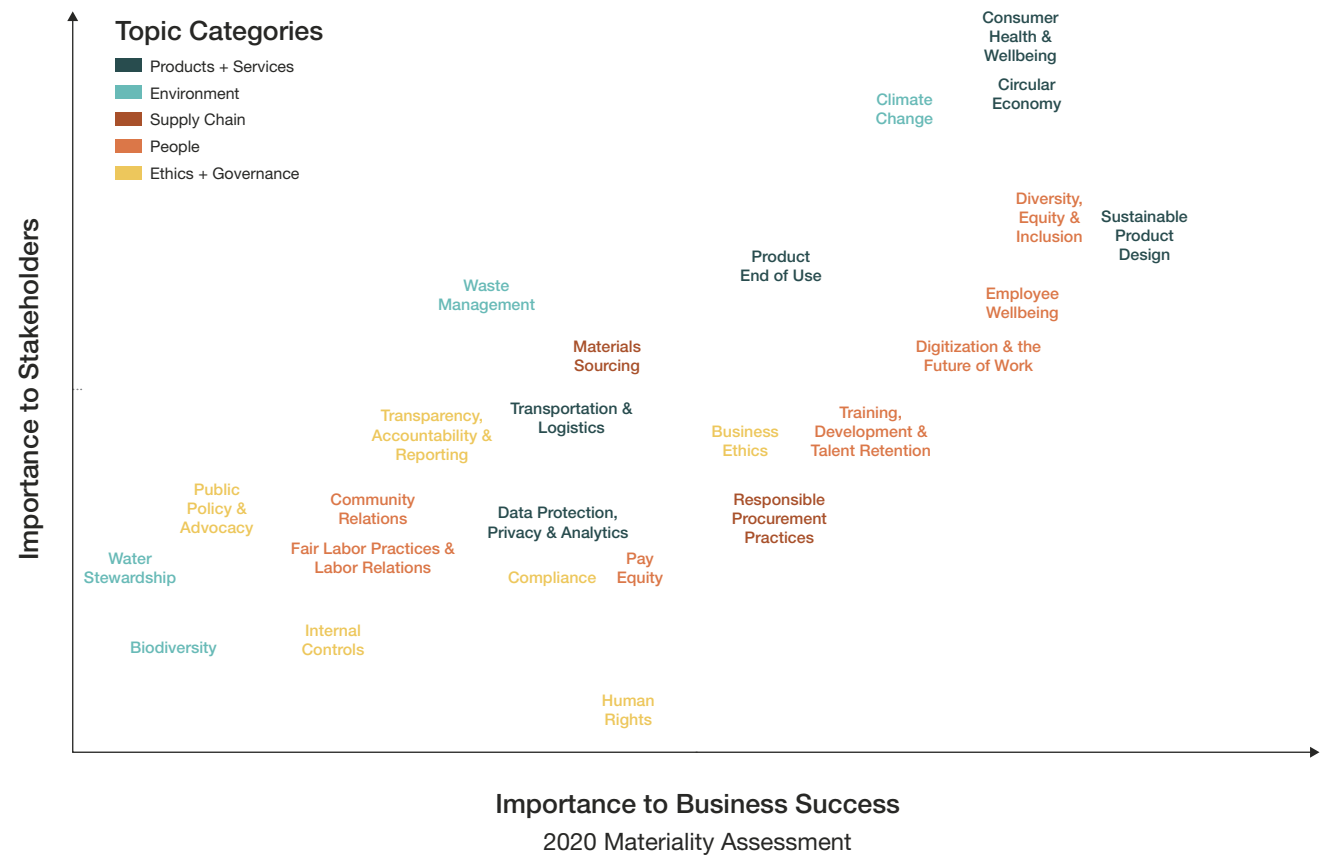 Topic Categories
Products + Services
Environment
Supply Chain
People
Ethics + Governance
Consumer
Health &
Wellbeing
Circular
Economy
Climate
Change
Diversity,
Equity &
Inclusion
Sustainable
Product
Design
Product
End of Use
Waste
Management
Employee
Wellbeing
Materials
Sourcing
Digitization & the
Future of Work
Transparency,
Accountability &
Reporting
Transportation &
Logistics
Business
Ethics
Training,
Development &
Talent Retention
Public
Policy &
Advocacy
Community
Relations
Data Protection,
Privacy & Analytics
Responsible
Procurement
Practices
Water
Stewardship
Fair Labor Practices &
Labor Relations
Compliance
Pay
Equity
Biodiversity
Internal
Controls
Human
Rights
Importance to Stakeholders
Importance to Business Success
2020 Materiality Assessment